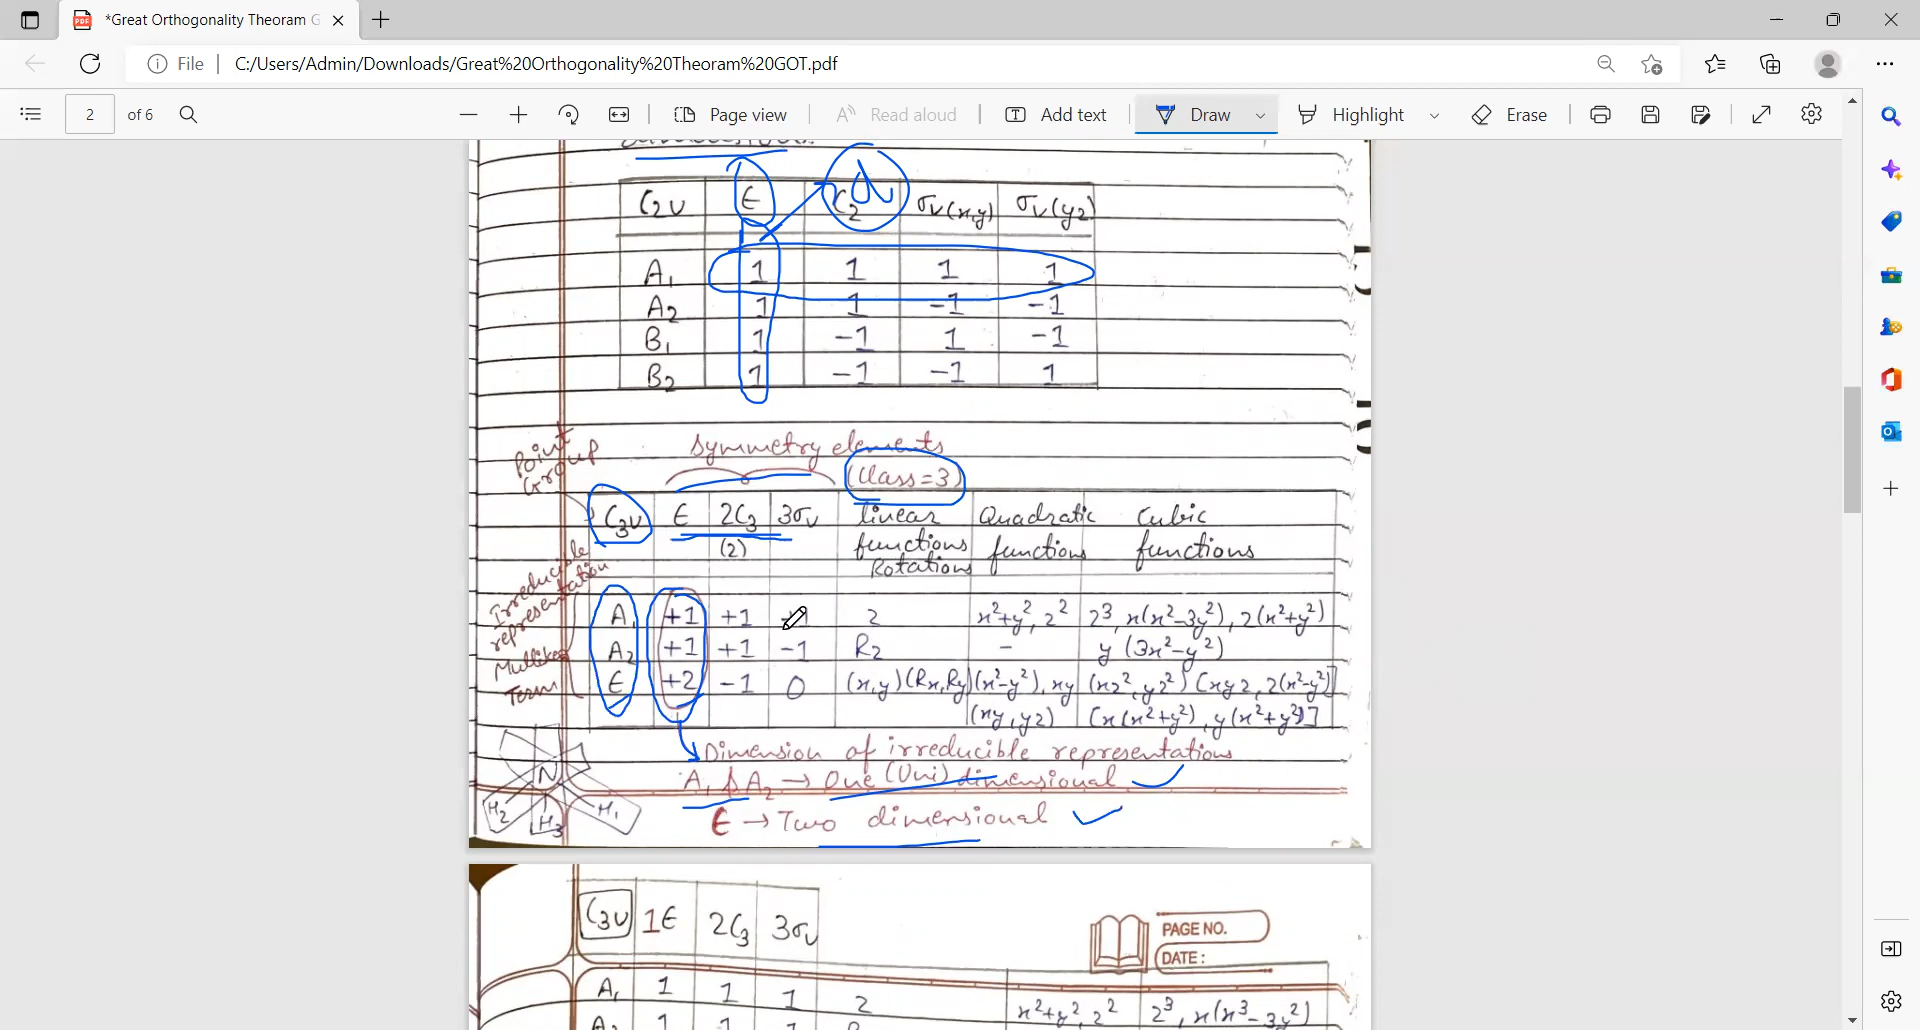 *Great Orthogonality Theoram G
File
C:/Users/Admin/Downloads/Great%20Orthogonality%20Theoram%20GOT.pdf
2 of 6
Page view
Read aloud
Add text
Draw
Highlight
Erase
C2v E C2 σv(x,y) σv(yz)
dv
A1 1 1 1 1
A2 1 1 -1 -1
B1 1 -1 1 -1
B2 1 -1 -1 1
Point Group
Symmetry elements
(Class=3)
C3v E 2C3 3σv linear functions Rotations Quadratic functions Cubic functions
(2)
Irreducible representation
Mulliken Term
A1 +1 +1 z x²+y², z² z³, x(x²-3y²), z(x²+y²)
A2 +1 +1 -1 Rz - y(3x²-y²)
E +2 -1 0 (x,y)(Rx,Ry) (x²-y²), xy (xz², yz²) [xyz, z(x²-y²)]
(xy, yz) [x(x²+y²), y(x²+y²)]
Dimension of irreducible representations
A1 & A2 → One (Uni) dimensional
E → Two dimensional
N
H2 H3 H1
C3v 1E 2C3 3σv
PAGE NO.
DATE:
A1 1 1 1 z x²+y², z² z³, x(x³-3y²)
A2 1 1